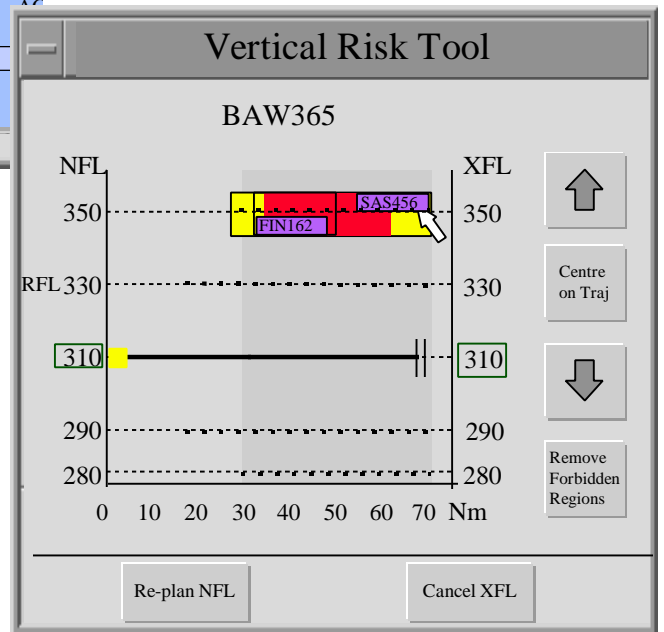 AC
Vertical Risk Tool
BAW365
NFL
XFL
350
SAS456
FIN162
350
RFL 330
330
310
310
290
290
280
280
0 10 20 30 40 50 60 70 Nm
Centre
on Traj
Remove
Forbidden
Regions
Re-plan NFL
Cancel XFL